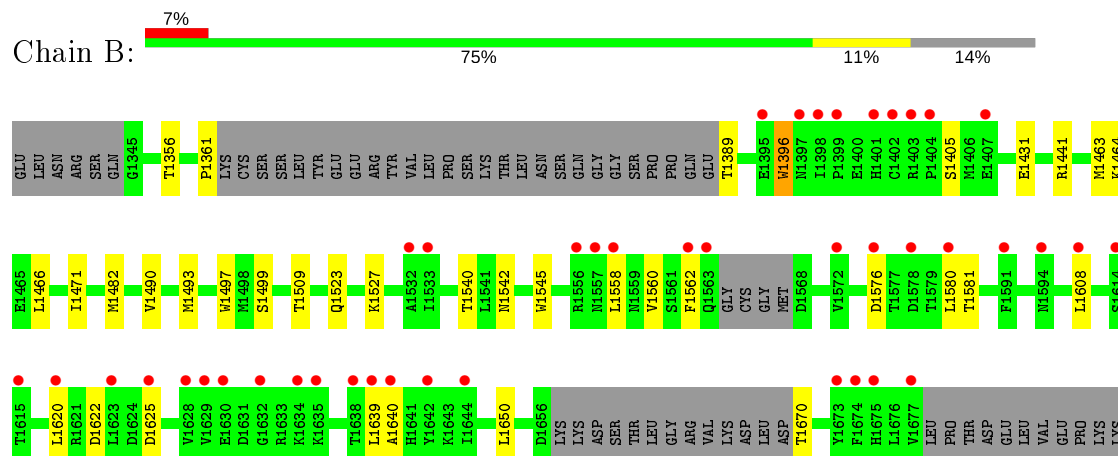 7%
Chain B:
75% 11% 14%
GLU LEU ASN ARG SER GLN G1345 T1356 P1361 LYS CYS SER SER LEU TYR GLU GLU ARG TYR VAL LEU PRO SER LYS THR LEU ASN SER GLN GLY GLY SER PRO PRO GLN GLU T1389 E1395 W1396 N1397 I1398 P1399 E1400 H1401 C1402 R1403 P1404 S1405 M1406 E1407 E1431 R1441 M1463 K1464
E1465 L1466 I1471 M1482 V1490 M1493 W1497 M1498 S1499 T1509 Q1523 K1527 A1532 I1533 T1540 L1541 N1542 W1545 R1556 N1557 L1558 N1559 V1560 S1561 F1562 Q1563 GLY CYS GLY MET D1568 V1572 D1576 T1577 D1578 T1579 L1580 T1581 F1591 N1594 L1608 S1614
T1615 L1620 R1621 D1622 I1623 D1624 D1625 V1628 V1629 E1630 D1631 G1632 R1633 K1634 K1635 T1638 L1639 A1640 H1641 Y1642 K1643 I1644 L1650 D1656 LYS LYS ASP SER THR LEU GLY ARG VAL LYS ASP LEU ASP T1670 Y1673 F1674 H1675 L1676 V1677 LEU PRO THR ASP GLU LEU VAL GLU PRO LYS LYS